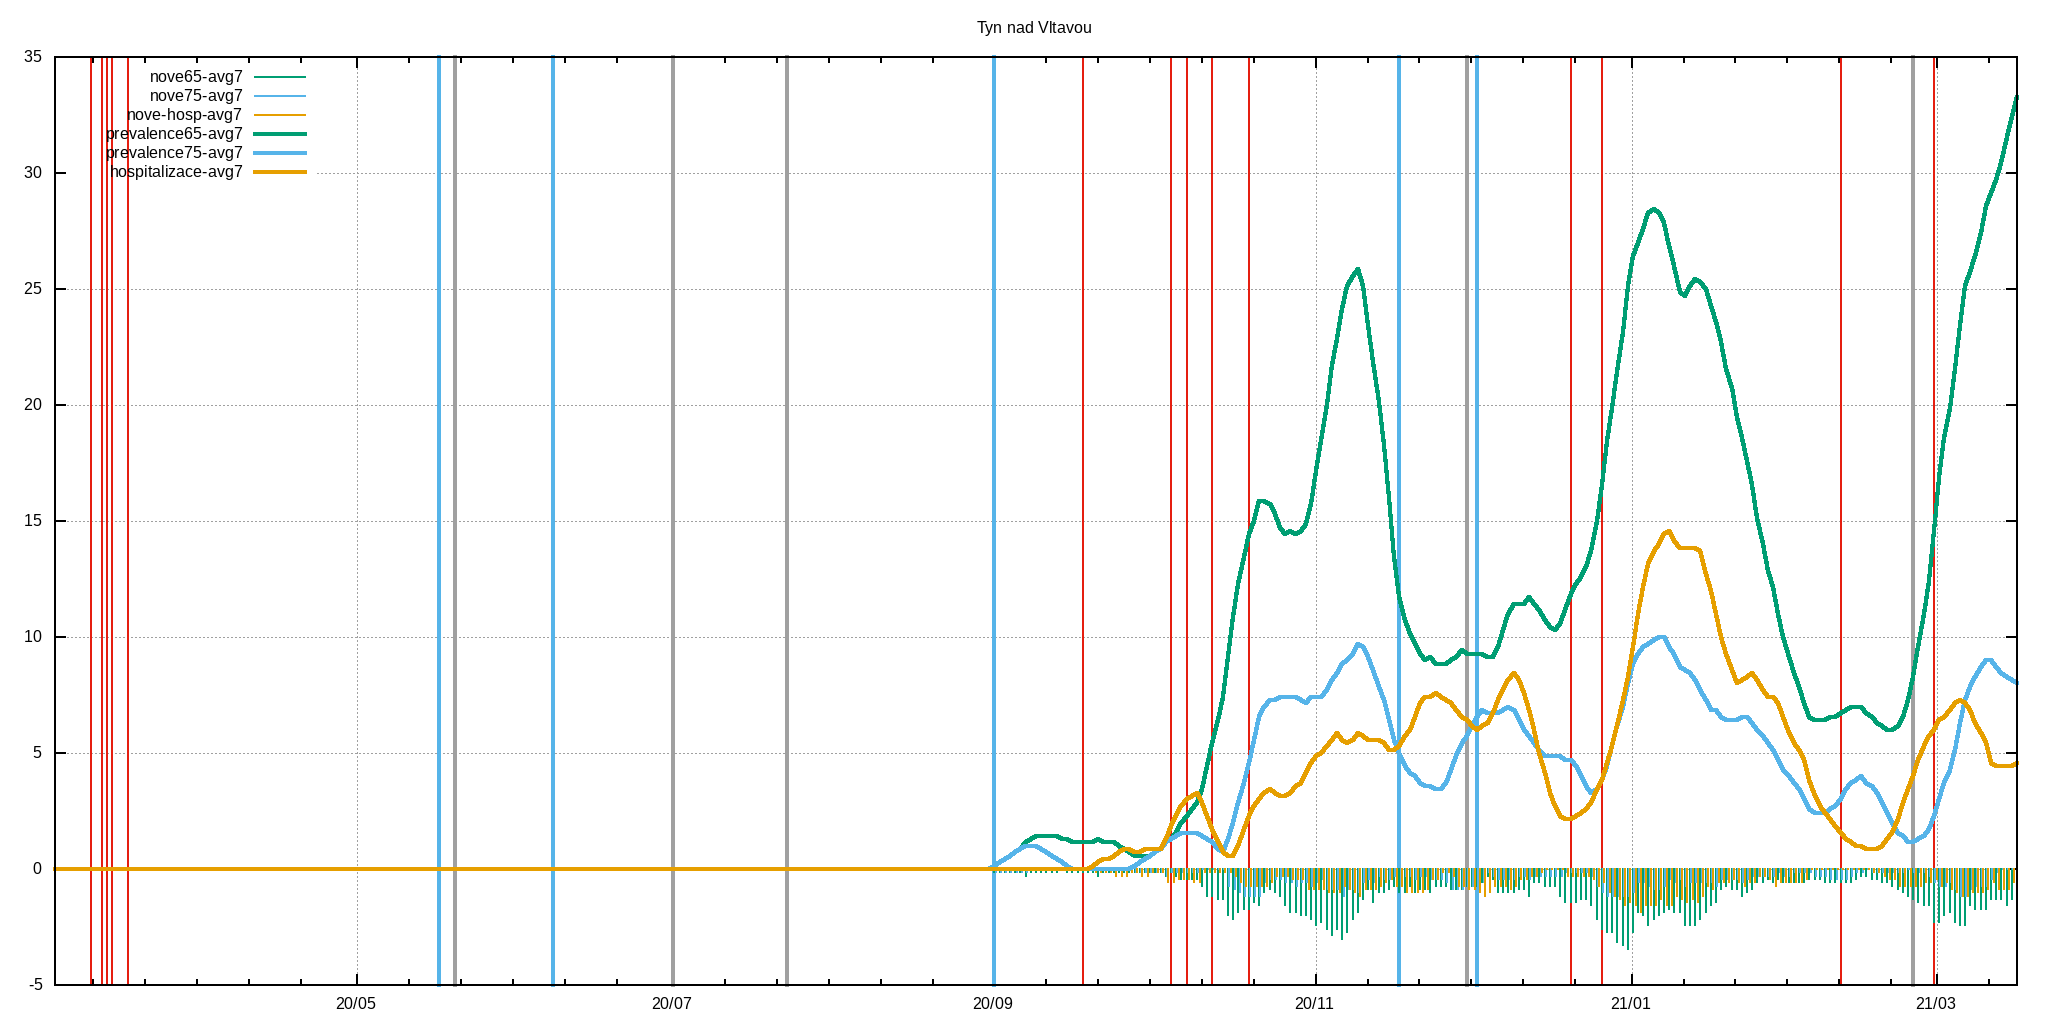 Tyn nad Vltavou
35
30
25
20
15
10
5
0
-5
nove65-avg7
nove75-avg7
nove-hosp-avg7
prevalence65-avg7
prevalence75-avg7
hospitalizace-avg7
20/05
20/07
20/09
20/11
21/01
21/03